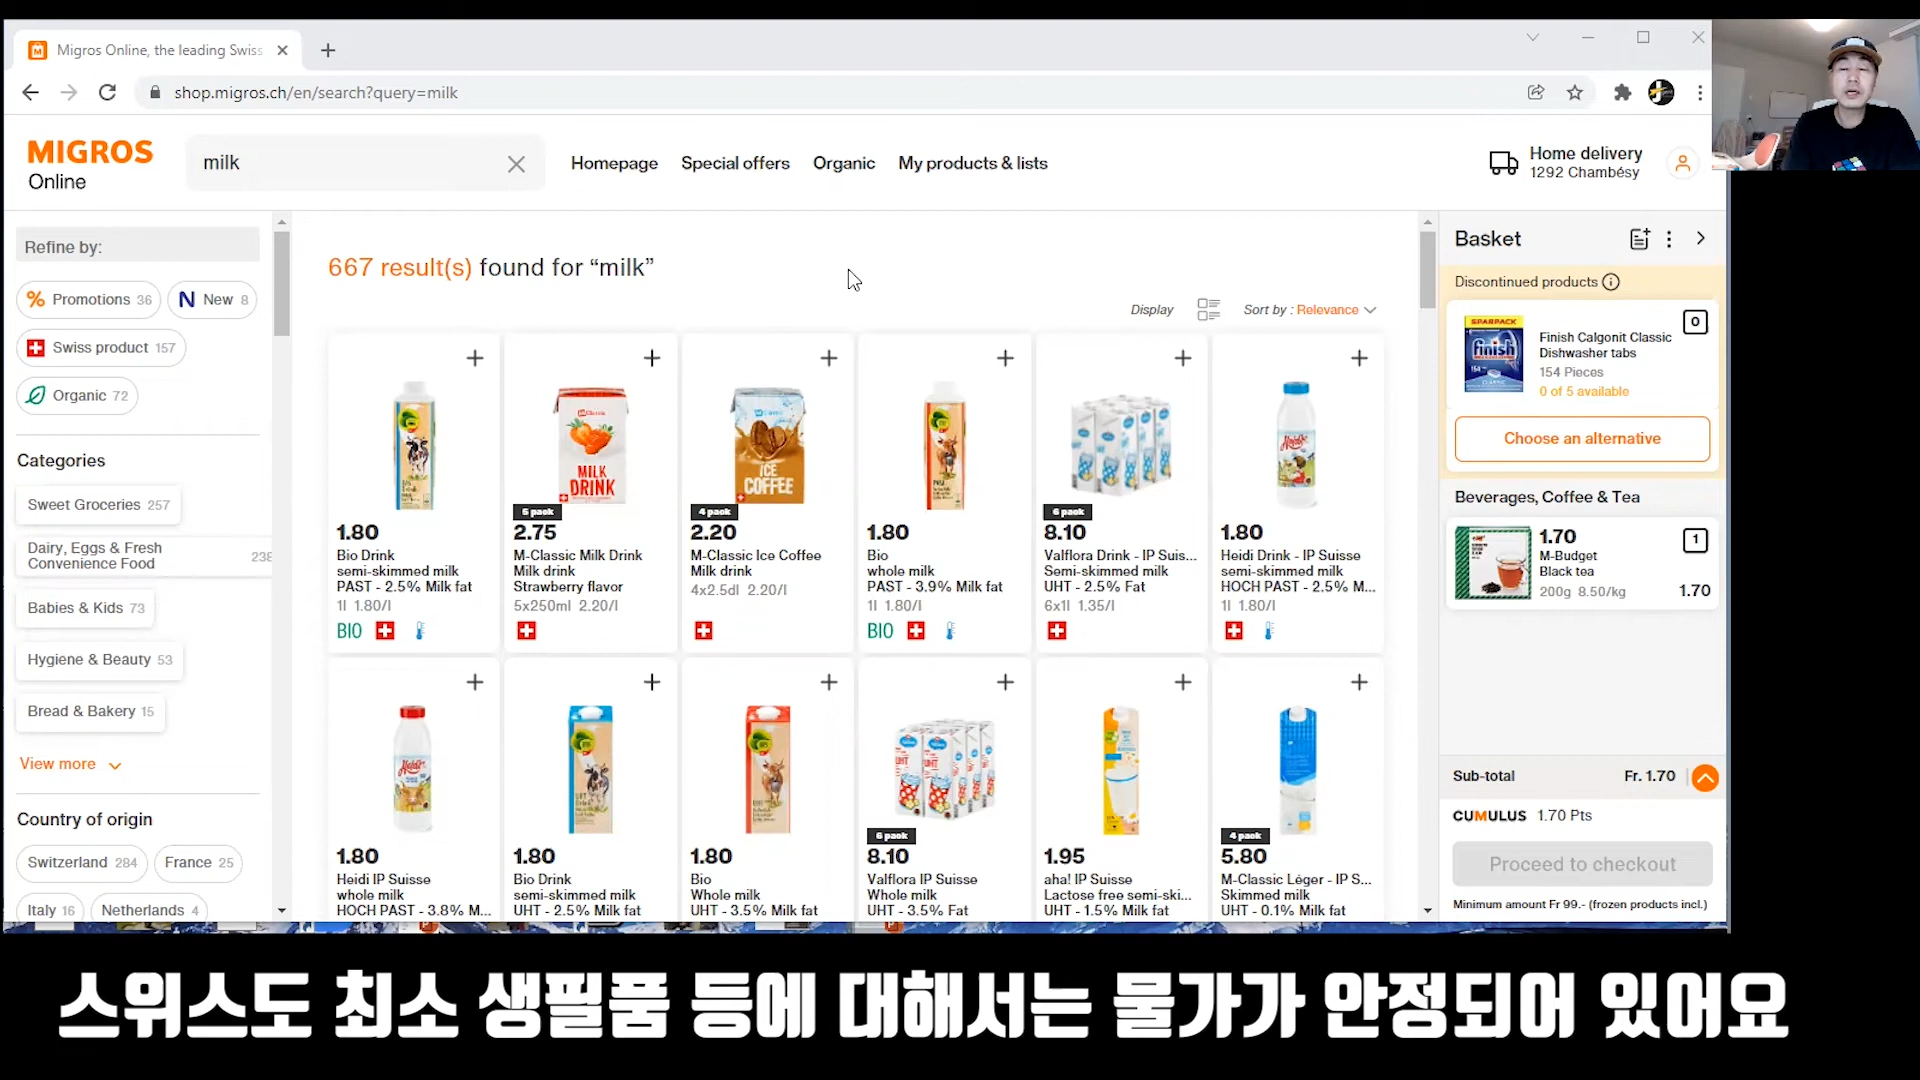 Migros Online, the leading Swiss
shop.migros.ch/en/search?query=milk
MIGROS
Online
milk
Homepage
Special offers
Organic
My products & lists
Home delivery
1292 Chambésy
Refine by:
Promotions 36
New 8
Swiss product 157
Organic 72
Categories
Sweet Groceries 257
Dairy, Eggs & Fresh
Convenience Food
238
Babies & Kids 73
Hygiene & Beauty 53
Bread & Bakery 15
View more
Country of origin
Switzerland 284
France 25
Italy 16
Netherlands 4
667 result(s) found for “milk”
Display
Sort by : Relevance
MILK
DRINK
ICE
COFFEE
1.80
Bio Drink
semi-skimmed milk
PAST - 2.5% Milk fat
1l 1.80/l
BIO
5 pack
2.75
M-Classic Milk Drink
Milk drink
Strawberry flavor
5x250ml 2.20/l
4 pack
2.20
M-Classic Ice Coffee
Milk drink
4x2.5dl 2.20/l
1.80
Bio
whole milk
PAST - 3.9% Milk fat
1l 1.80/l
BIO
6 pack
8.10
Valflora Drink - IP Suis...
Semi-skimmed milk
UHT - 2.5% Fat
6x1l 1.35/l
Heidi
1.80
Heidi Drink - IP Suisse
semi-skimmed milk
HOCH PAST - 2.5% M...
1l 1.80/l
Heidi
1.80
Heidi IP Suisse
whole milk
HOCH PAST - 3.8% M...
1.80
Bio Drink
semi-skimmed milk
UHT - 2.5% Milk fat
1.80
Bio
Whole milk
UHT - 3.5% Milk fat
6 pack
8.10
Valflora IP Suisse
Whole milk
UHT - 3.5% Fat
1.95
aha! IP Suisse
Lactose free semi-ski...
UHT - 1.5% Milk fat
4 pack
5.80
M-Classic Léger - IP S...
Skimmed milk
UHT - 0.1% Milk fat
Basket
Discontinued products
SPARPACK
finish
CLASSIC
0
Finish Calgonit Classic
Dishwasher tabs
154 Pieces
0 of 5 available
Choose an alternative
Beverages, Coffee & Tea
1.70
1
M-Budget
Black tea
200g 8.50/kg
1.70
Sub-total
Fr. 1.70
CUMULUS 1.70 Pts
Proceed to checkout
Minimum amount Fr 99.- (frozen products incl.)
스위스도 최소 생필품 등에 대해서는 물가가 안정되어 있어요